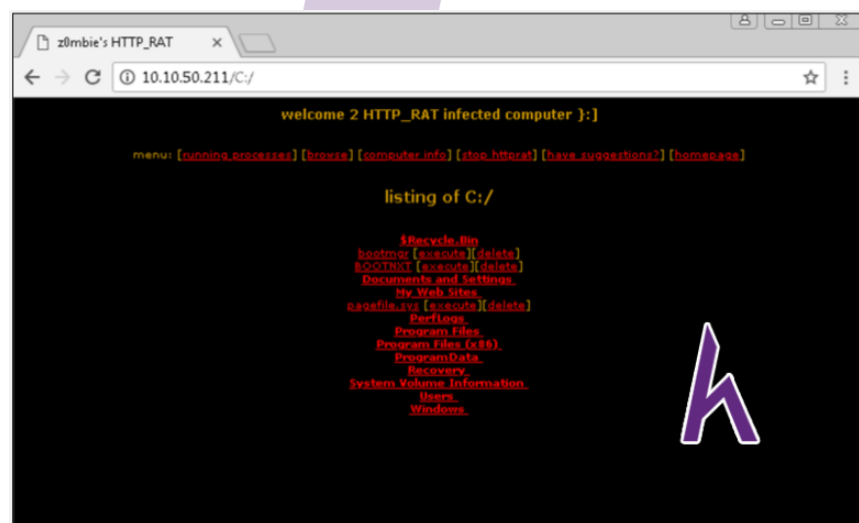 z0mbie's HTTP_RAT
10.10.50.211/C:/
welcome 2 HTTP_RAT infected computer }:]
menu: [running processes] [browse] [computer info] [stop httprat] [have suggestions?] [homepage]
listing of C:/
$Recycle.Bin
bootmgr [execute][delete]
BOOTNXT [execute][delete]
Documents and Settings
My Web Sites
pagefile.sys [execute][delete]
PerfLogs
Program Files
Program Files (x86)
ProgramData
Recovery
System Volume Information
Users
Windows